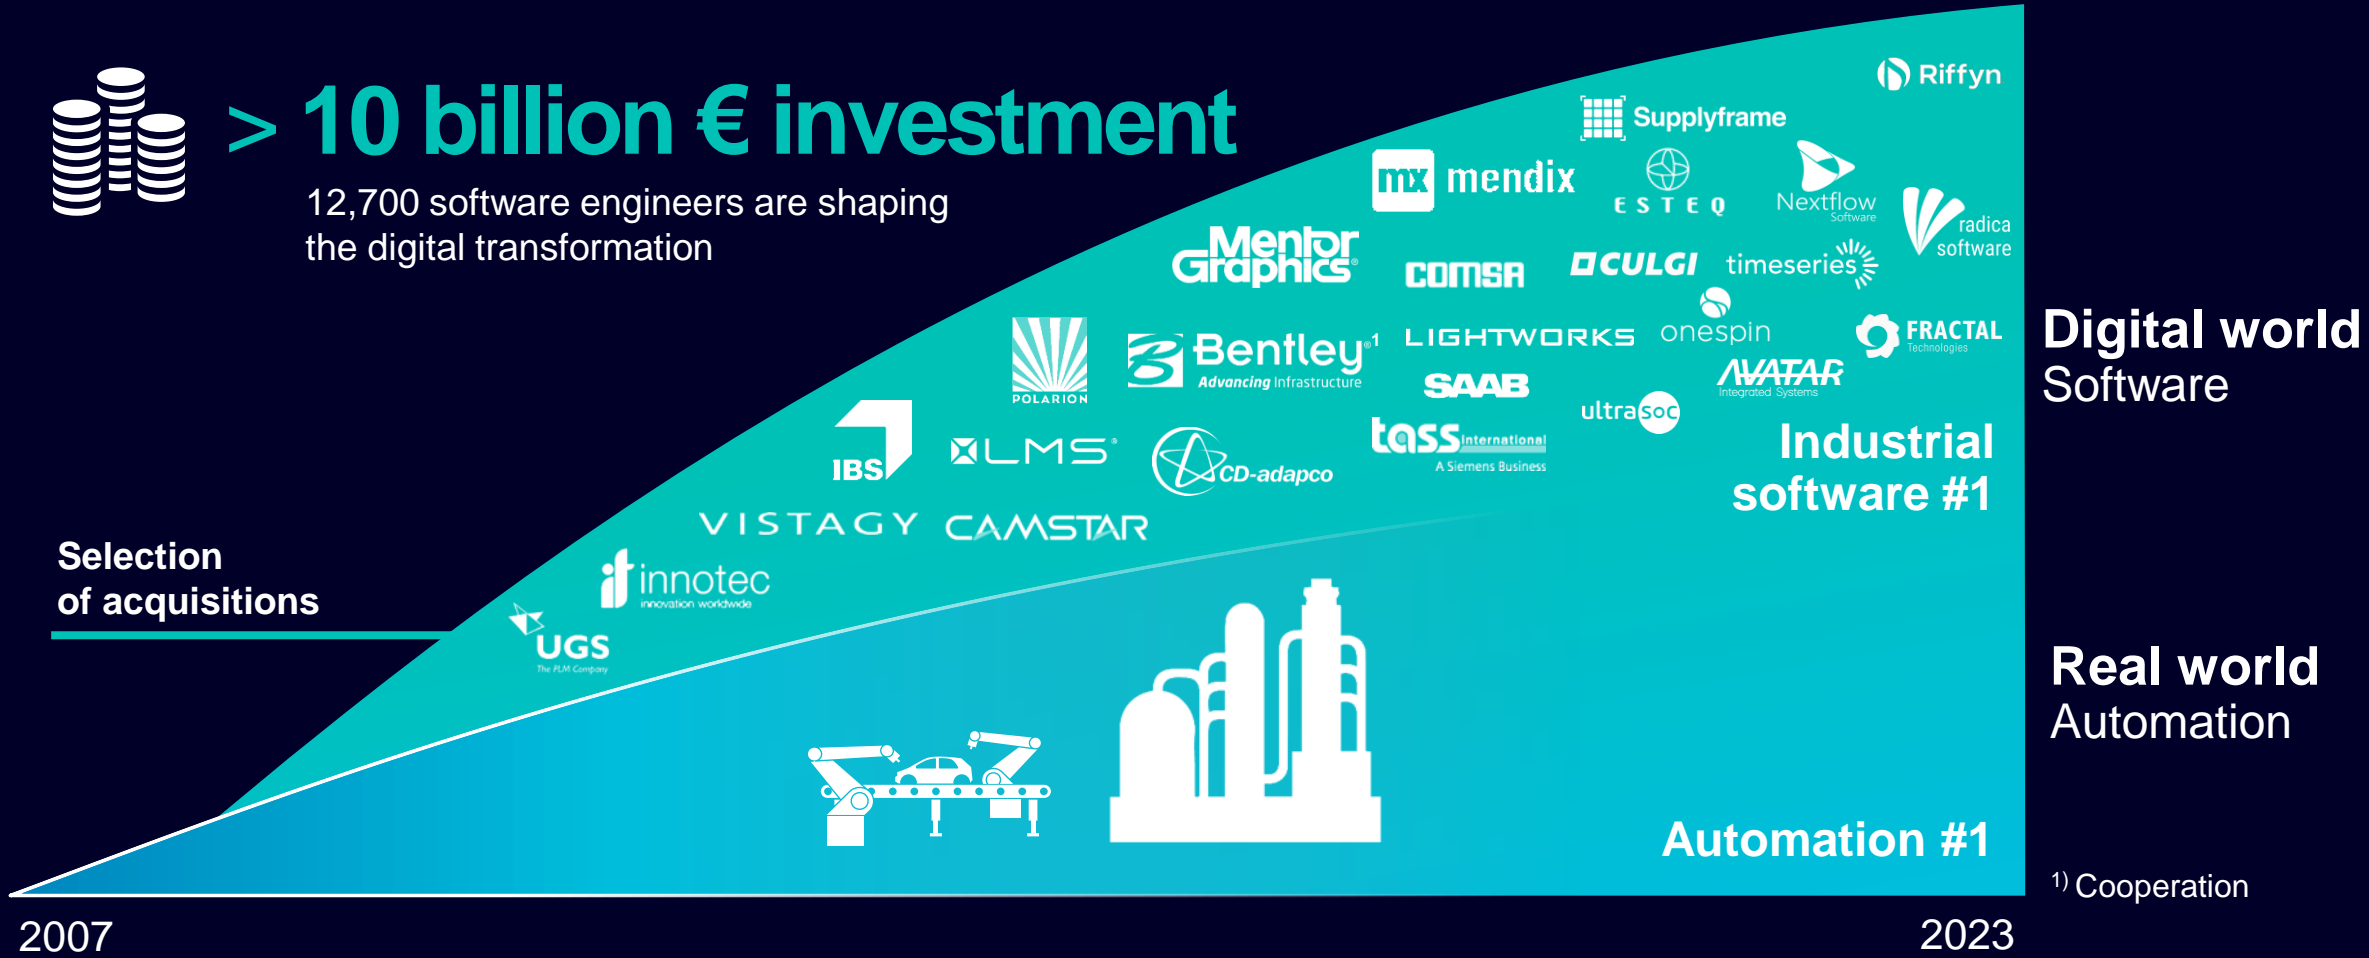 > 10 billion € investment
12,700 software engineers are shaping
the digital transformation
Riffyn
Supplyframe
mx mendix
ESTEQ
Nextflow
Software
radica
software
Mentor
Graphics®
COMSA
CULGI
timeseries
onespin
FRACTAL
Technologies
POLARION
Bentley®1
Advancing Infrastructure
LIGHTWORKS
SAAB
AVATAR
Integrated Systems
ultrasoc
IBS
LMS®
CD-adapco
tass International
A Siemens Business
Industrial
software #1
VISTAGY
CAMSTAR
innotec
innovation worldwide
UGS
The PLM Company
Selection
of acquisitions
Digital world
Software
Real world
Automation
Automation #1
1) Cooperation
2007
2023